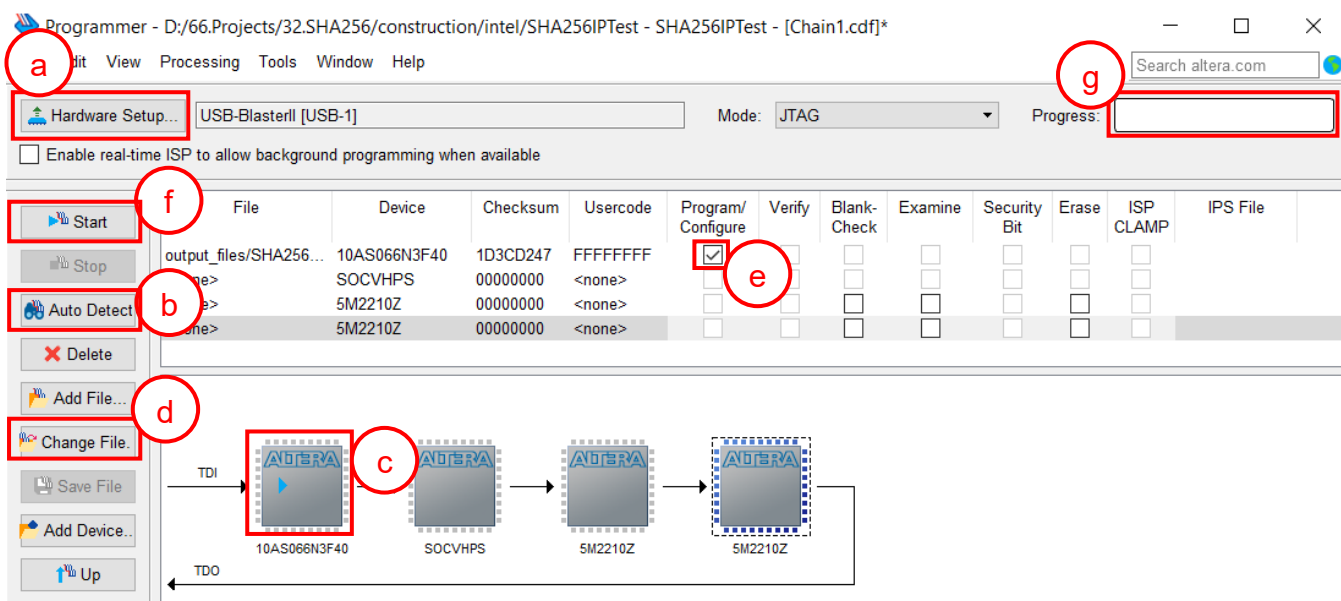 Programmer - D:/66.Projects/32.SHA256/construction/intel/SHA256IPTest - SHA256IPTest - [Chain1.cdf]*
a
dit View Processing Tools Window Help
Search altera.com
g
Hardware Setup...
USB-BlasterII [USB-1]
Mode: JTAG
Progress:
Enable real-time ISP to allow background programming when available
f
Start
Stop
b
Auto Detect
Delete
Add File...
d
Change File.
Save File
Add Device..
Up
File Device Checksum Usercode Program/ Configure Verify Blank- Check Examine Security Bit Erase ISP CLAMP IPS File
output_files/SHA256... 10AS066N3F40 1D3CD247 FFFFFFFF
ne> SOCVHPS 00000000 <none>
e> 5M2210Z 00000000 <none>
ne> 5M2210Z 00000000 <none>
e
c
TDI
ALTERA ALTERA ALTERA ALTERA
10AS066N3F40 SOCVHPS 5M2210Z 5M2210Z
TDO